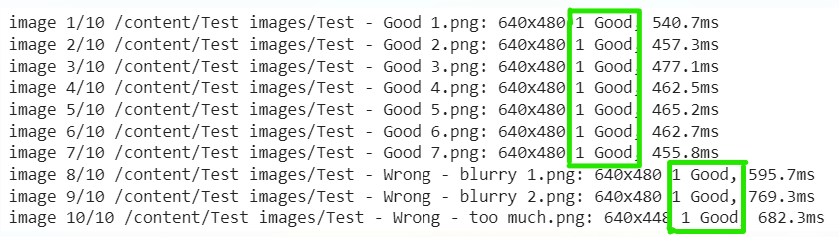 image 1/10 /content/Test images/Test - Good 1.png: 640x480 1 Good, 540.7ms
image 2/10 /content/Test images/Test - Good 2.png: 640x480 1 Good, 457.3ms
image 3/10 /content/Test images/Test - Good 3.png: 640x480 1 Good, 477.1ms
image 4/10 /content/Test images/Test - Good 4.png: 640x480 1 Good, 462.5ms
image 5/10 /content/Test images/Test - Good 5.png: 640x480 1 Good, 465.2ms
image 6/10 /content/Test images/Test - Good 6.png: 640x480 1 Good, 462.7ms
image 7/10 /content/Test images/Test - Good 7.png: 640x480 1 Good, 455.8ms
image 8/10 /content/Test images/Test - Wrong - blurry 1.png: 640x480 1 Good, 595.7ms
image 9/10 /content/Test images/Test - Wrong - blurry 2.png: 640x480 1 Good, 769.3ms
image 10/10 /content/Test images/Test - Wrong - too much.png: 640x448 1 Good 682.3ms